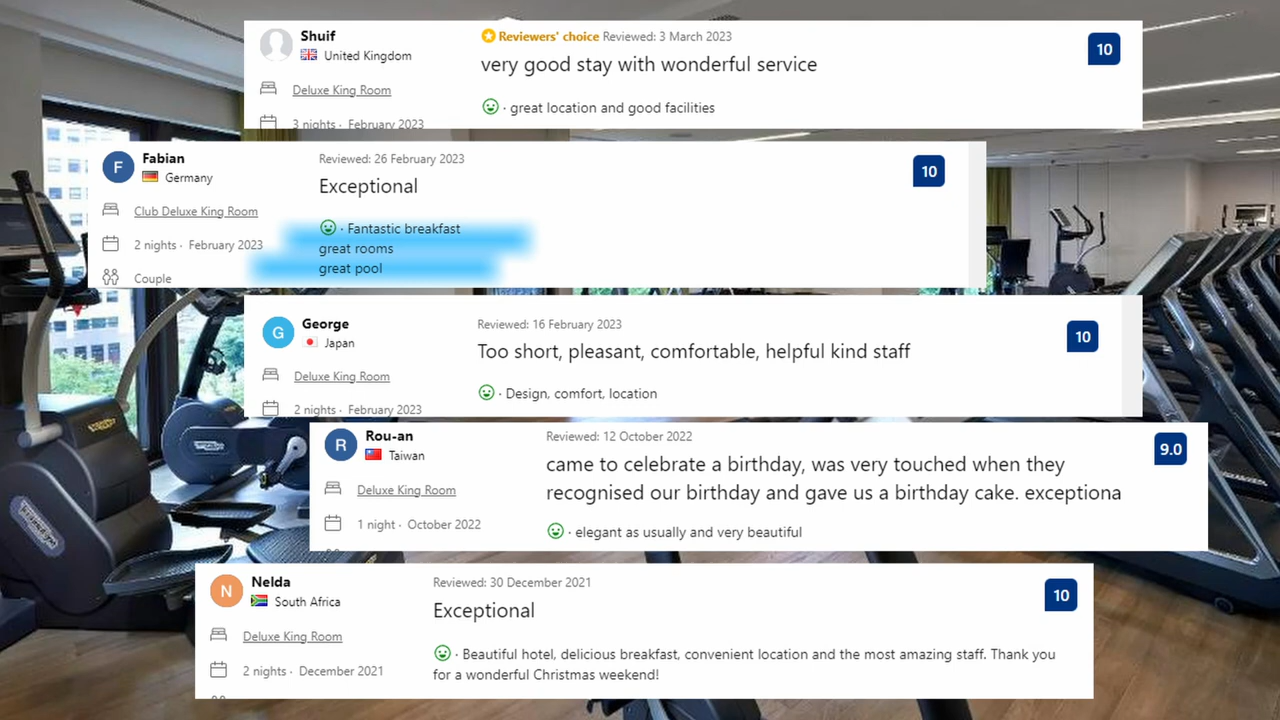 Shuif
United Kingdom
Deluxe King Room
3 nights · February 2023
Reviewers' choice Reviewed: 3 March 2023
very good stay with wonderful service
· great location and good facilities
10
F
Fabian
Germany
Club Deluxe King Room
2 nights · February 2023
Couple
Reviewed: 26 February 2023
Exceptional
· Fantastic breakfast
great rooms
great pool
10
G
George
Japan
Deluxe King Room
2 nights · February 2023
Reviewed: 16 February 2023
Too short, pleasant, comfortable, helpful kind staff
· Design, comfort, location
10
R
Rou-an
Taiwan
Deluxe King Room
1 night · October 2022
Reviewed: 12 October 2022
came to celebrate a birthday, was very touched when they
recognised our birthday and gave us a birthday cake. exceptiona
· elegant as usually and very beautiful
9.0
N
Nelda
South Africa
Deluxe King Room
2 nights · December 2021
Reviewed: 30 December 2021
Exceptional
· Beautiful hotel, delicious breakfast, convenient location and the most amazing staff. Thank you
for a wonderful Christmas weekend!
10